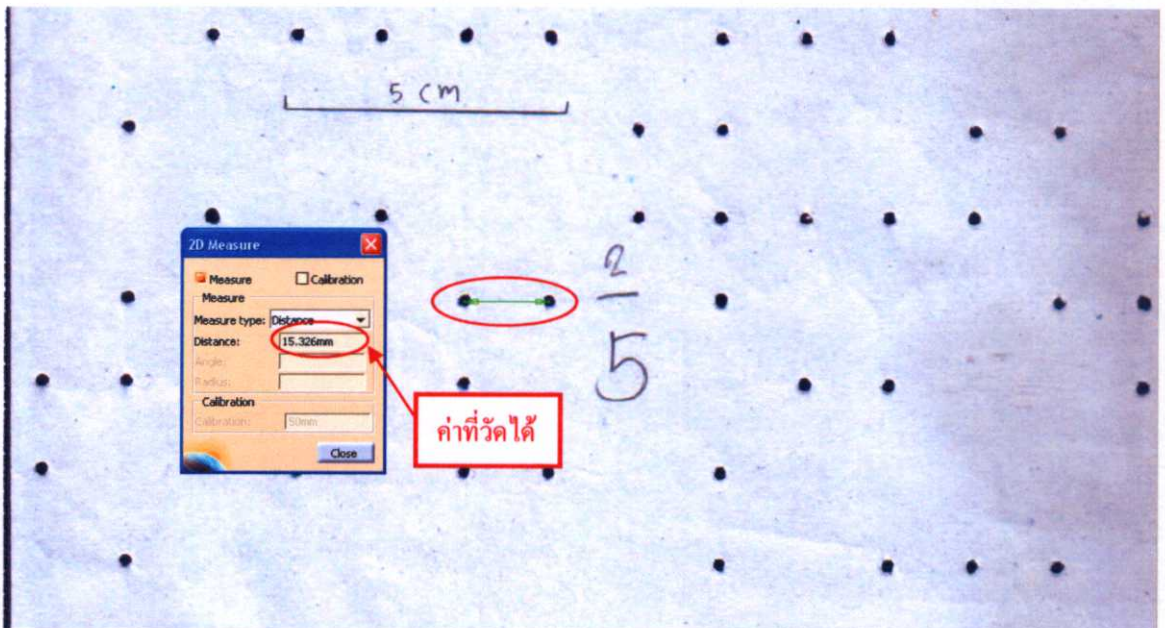 5 cm
2D Measure
Measure
Calibration
Measure
Measure type: Distance
Distance: 15.326mm
Angle:
Radius:
Calibration
Calibration: 50mm
Close
ค่าที่วัดได้
2
5